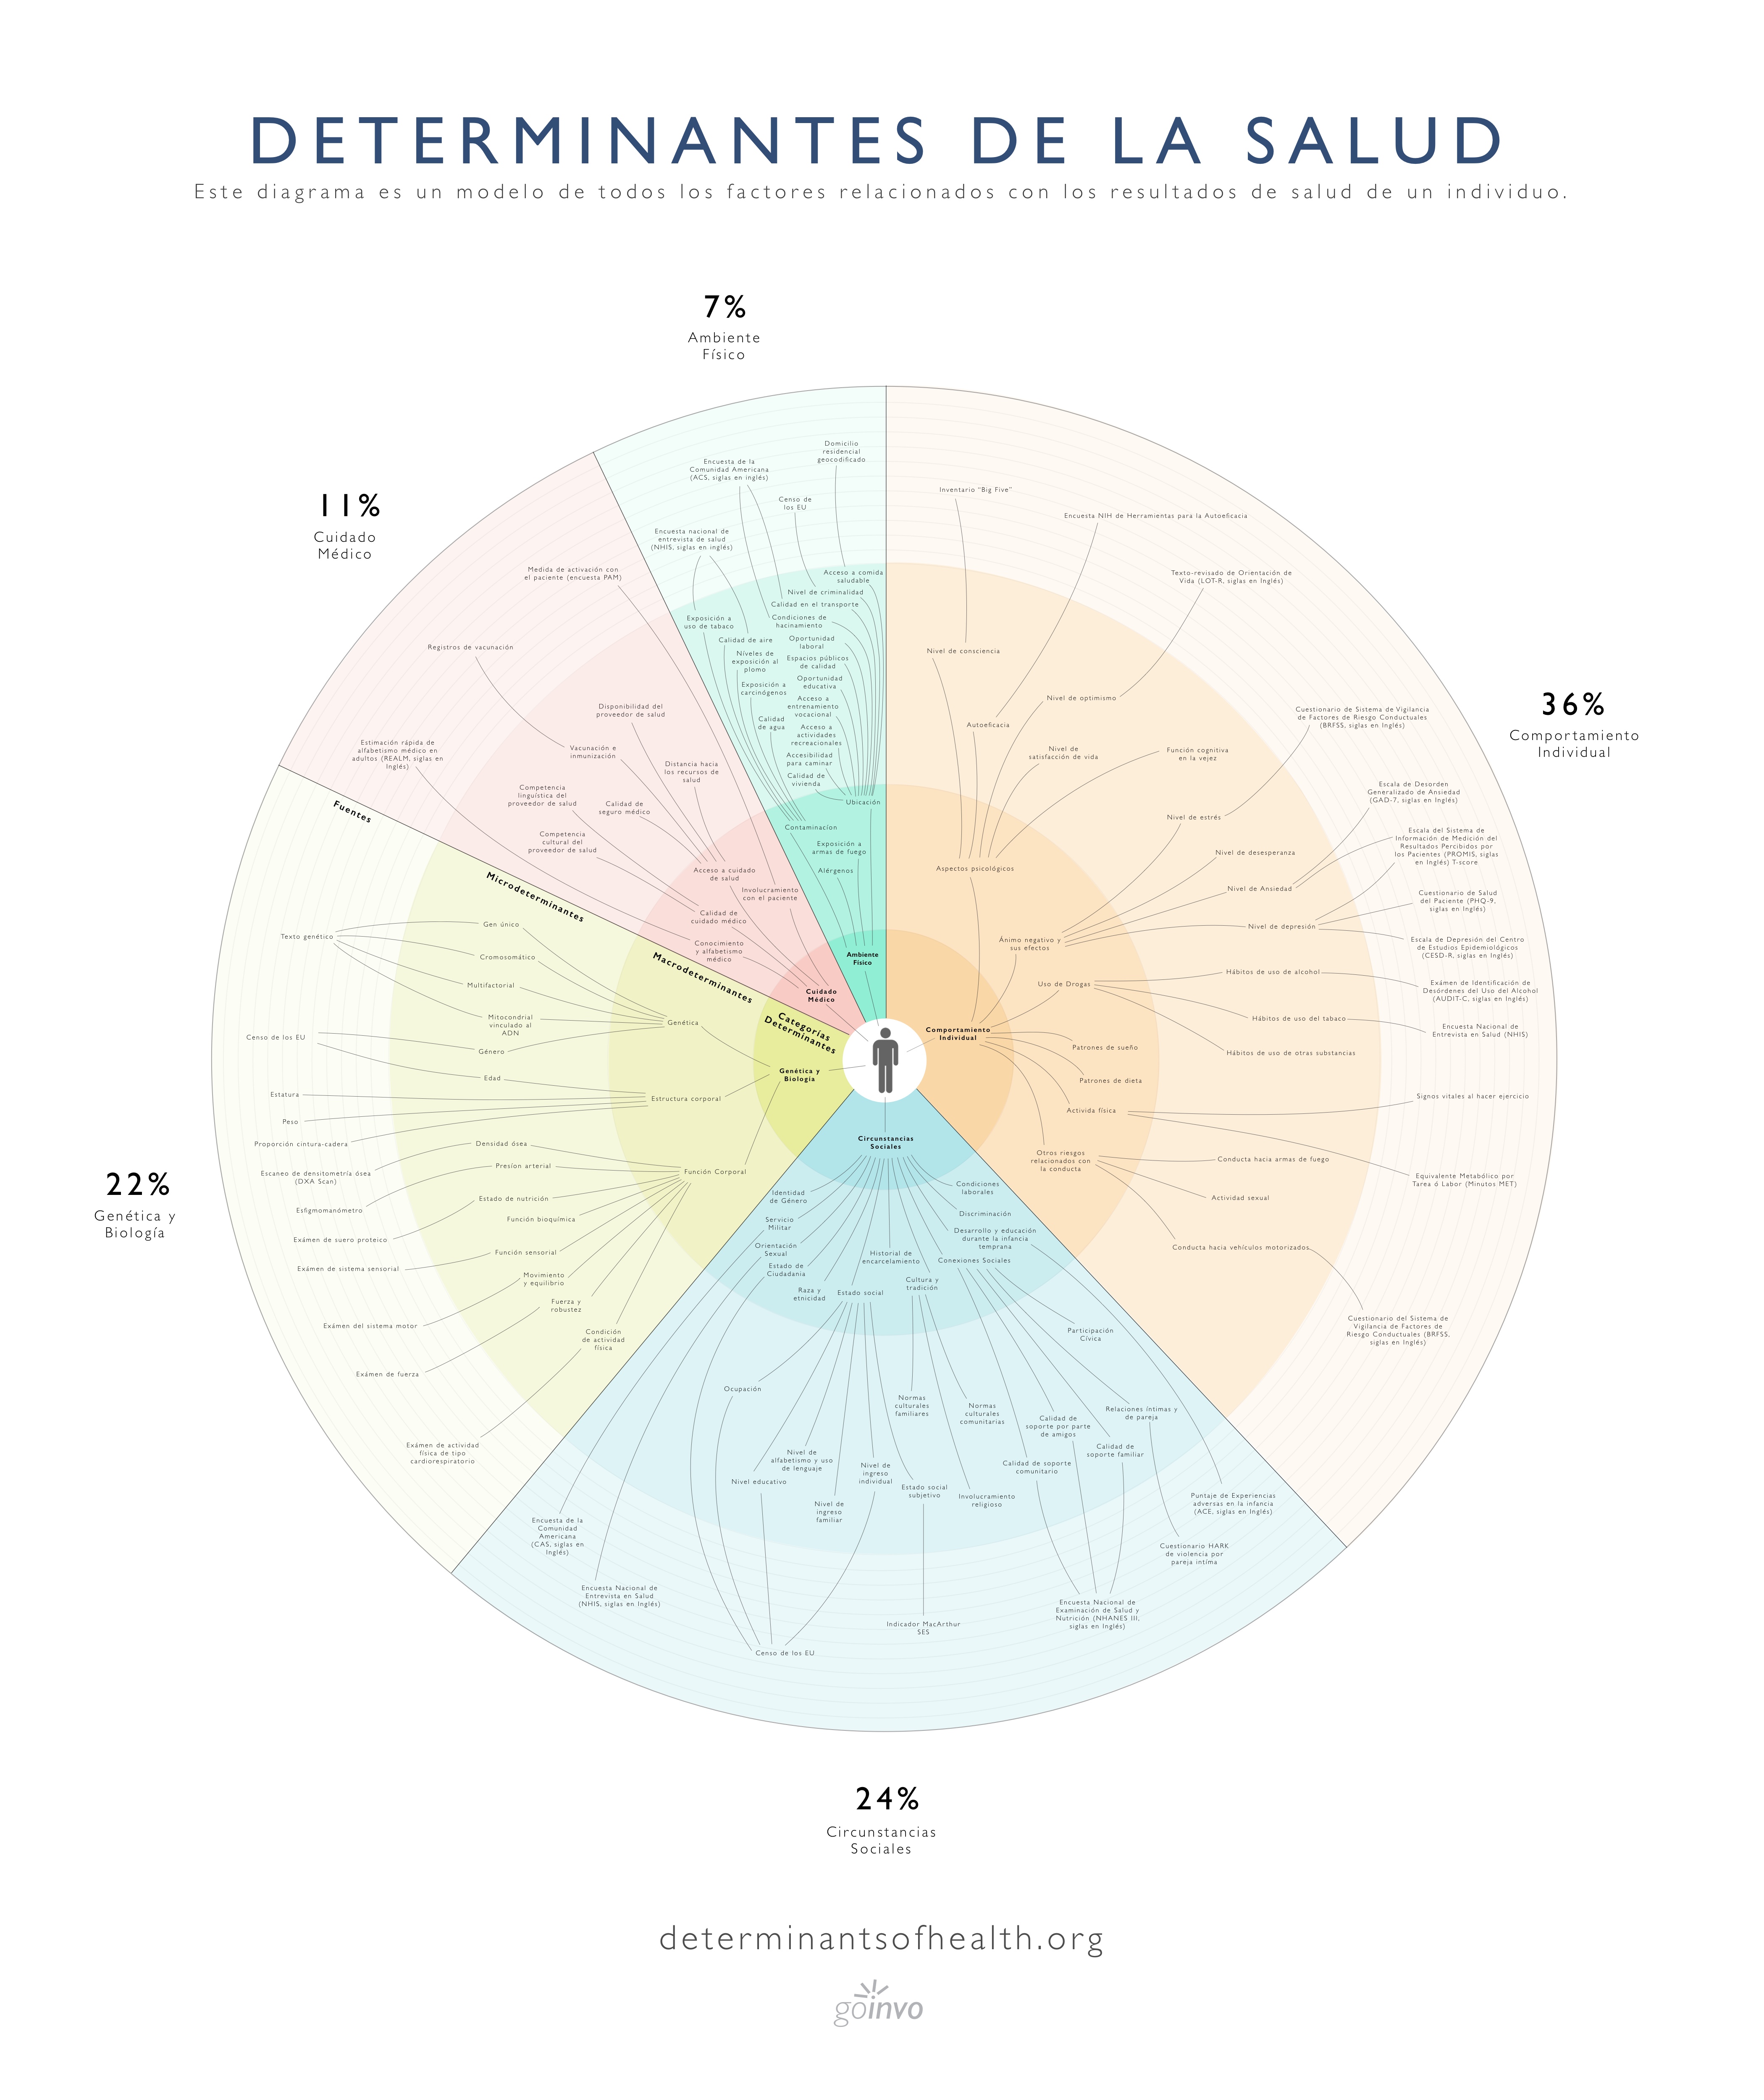 DETERMINANTES DE LA SALUD
Este diagrama es un modelo de todos los factores relacionados con los resultados de salud de un individuo.
7%
Ambiente
Físico
11%
Cuidado
Médico
36%
Comportamiento
Individual
22%
Genética y
Biología
24%
Circunstancias
Sociales
Fuentes
Microdeterminantes
Macrodeterminantes
Categorías
Determinantes
Ambiente
Físico
Domicilio
residencial
geocodificado
Encuesta de la
Comunidad Americana
(ACS, siglas en inglés)
Censo de
los EU
Encuesta nacional de
entrevista de salud
(NHIS, siglas en inglés)
Acceso a comida
saludable
Nivel de criminalidad
Calidad en el transporte
Condiciones de
hacinamiento
Exposición a
uso de tabaco
Calidad de aire
Oportunidad
laboral
Níveles de
exposición al
plomo
Espacios públicos
de calidad
Oportunidad
educativa
Exposición a
carcinógenos
Acceso a
entrenamiento
vocacional
Calidad
de agua
Acceso a
actividades
recreacionales
Accesibilidad
para caminar
Calidad de
vivienda
Ubicación
Contaminacíon
Exposición a
armas de fuego
Alérgenos
Cuidado
Médico
Medida de activación con
el paciente (encuesta PAM)
Registros de vacunación
Disponibilidad del
proveedor de salud
Estimación rápida de
alfabetismo médico en
adultos (REALM, siglas en
Inglés)
Vacunación e
inmunización
Distancia hacia
los recursos de
salud
Competencia
linguística del
proveedor de salud
Calidad de
seguro médico
Competencia
cultural del
proveedor de salud
Acceso a cuidado
de salud
Involucramiento
con el paciente
Calidad de
cuidado médico
Conocimiento
y alfabetismo
médico
Comportamiento
Individual
Inventario “Big Five”
Encuesta NIH de Herramientas para la Autoeficacia
Texto-revisado de Orientación de
Vida (LOT-R, siglas en Inglés)
Nivel de consciencia
Nivel de optimismo
Autoeficacia
Nivel de
satisfacción de vida
Función cognitiva
en la vejez
Cuestionario de Sistema de Vigilancia
de Factores de Riesgo Conductuales
(BRFSS, siglas en Inglés)
Escala de Desorden
Generalizado de Ansiedad
(GAD-7, siglas en Inglés)
Nivel de estrés
Escala del Sistema de
Información de Medición del
Resultados Percibidos por
los Pacientes (PROMIS, siglas
en Inglés) T-score
Nivel de desesperanza
Aspectos psicológicos
Nivel de Ansiedad
Cuestionario de Salud
del Paciente (PHQ-9,
siglas en Inglés)
Nivel de depresión
Ánimo negativo y
sus efectos
Escala de Depresión del Centro
de Estudios Epidemiológicos
(CESD-R, siglas en Inglés)
Hábitos de uso de alcohol
Uso de Drogas
Exámen de Identificación de
Desórdenes del Uso del Alcohol
(AUDIT-C, siglas en Inglés)
Hábitos de uso del tabaco
Encuesta Nacional de
Entrevista en Salud (NHIS)
Patrones de sueño
Hábitos de uso de otras substancias
Patrones de dieta
Signos vitales al hacer ejercicio
Activida física
Otros riesgos
relacionados con
la conducta
Conducta hacia armas de fuego
Equivalente Metabólico por
Tarea ó Labor (Minutos MET)
Actividad sexual
Conducta hacia vehículos motorizados
Cuestionario del Sistema de
Vigilancia de Factores de
Riesgo Conductuales (BRFSS,
siglas en Inglés)
Genética y
Biología
Gen único
Texto genético
Cromosomático
Multifactorial
Mitocondrial
vinculado al
ADN
Genética
Censo de los EU
Género
Edad
Estatura
Estructura corporal
Peso
Proporción cintura-cadera
Densidad ósea
Escaneo de densitometría ósea
(DXA Scan)
Presíon arterial
Función Corporal
Estado de nutrición
Esfigmomanómetro
Función bioquímica
Exámen de suero proteico
Función sensorial
Exámen de sistema sensorial
Movimiento
y equilibrio
Fuerza y
robustez
Exámen del sistema motor
Condición
de actividad
física
Exámen de fuerza
Exámen de actividad
física de tipo
cardiorespiratorio
Circunstancias
Sociales
Identidad
de Género
Condiciones
laborales
Servicio
Militar
Discriminación
Orientación
Sexual
Desarrollo y educación
durante la infancia
temprana
Historial de
encarcelamiento
Conexiones Sociales
Estado de
Ciudadania
Raza y
etnicidad
Estado social
Cultura y
tradición
Participación
Cívica
Ocupación
Normas
culturales
familiares
Normas
culturales
comunitarias
Calidad de
soporte por parte
de amigos
Relaciones íntimas y
de pareja
Nivel de
alfabetismo y uso
de lenguaje
Calidad de
soporte familiar
Calidad de soporte
comunitario
Nivel educativo
Nivel de
ingreso
individual
Estado social
subjetivo
Involucramiento
religioso
Nivel de
ingreso
familiar
Puntaje de Experiencias
adversas en la infancia
(ACE, siglas en Inglés)
Encuesta de la
Comunidad
Americana
(CAS, siglas en
Inglés)
Cuestionario HARK
de violencia por
pareja intíma
Encuesta Nacional de
Entrevista en Salud
(NHIS, siglas en Inglés)
Encuesta Nacional de
Examinación de Salud y
Nutrición (NHANES III,
siglas en Inglés)
Indicador MacArthur
SES
Censo de los EU
determinantsofhealth.org
goinvo